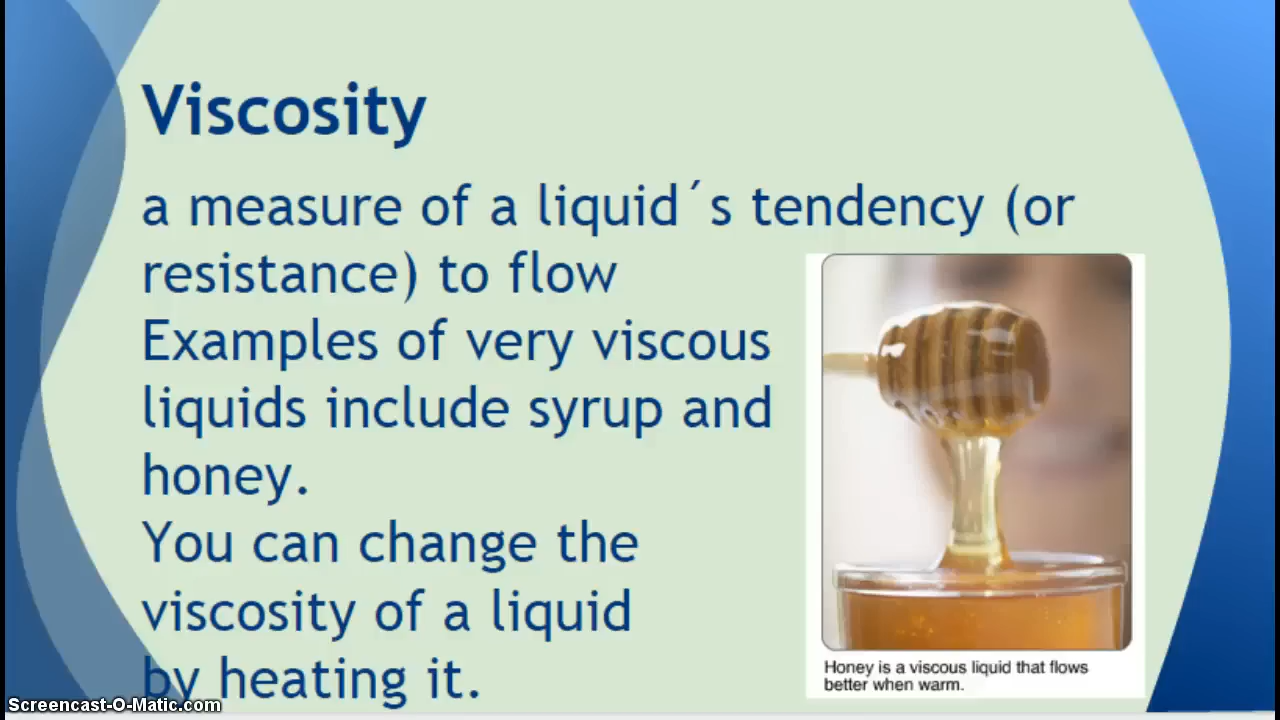 Viscosity
a measure of a liquid´s tendency (or
resistance) to flow
Examples of very viscous
liquids include syrup and
honey.
You can change the
viscosity of a liquid
by heating it.
Honey is a viscous liquid that flows
better when warm.
Screencast-O-Matic.com